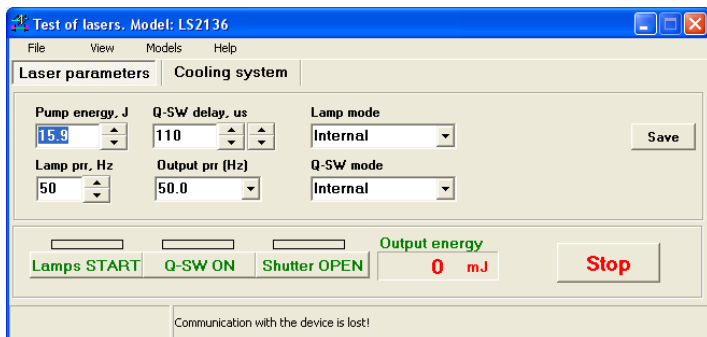 Test of lasers. Model: LS2136
File View Models Help
Laser parameters Cooling system
Pump energy, J Q-SW delay, us Lamp mode
15.9 110 Internal Save
Lamp prr, Hz Output prr (Hz) Q-SW mode
50 50.0 Internal
Output energy
Lamps START Q-SW ON Shutter OPEN 0 mJ Stop
Communication with the device is lost!